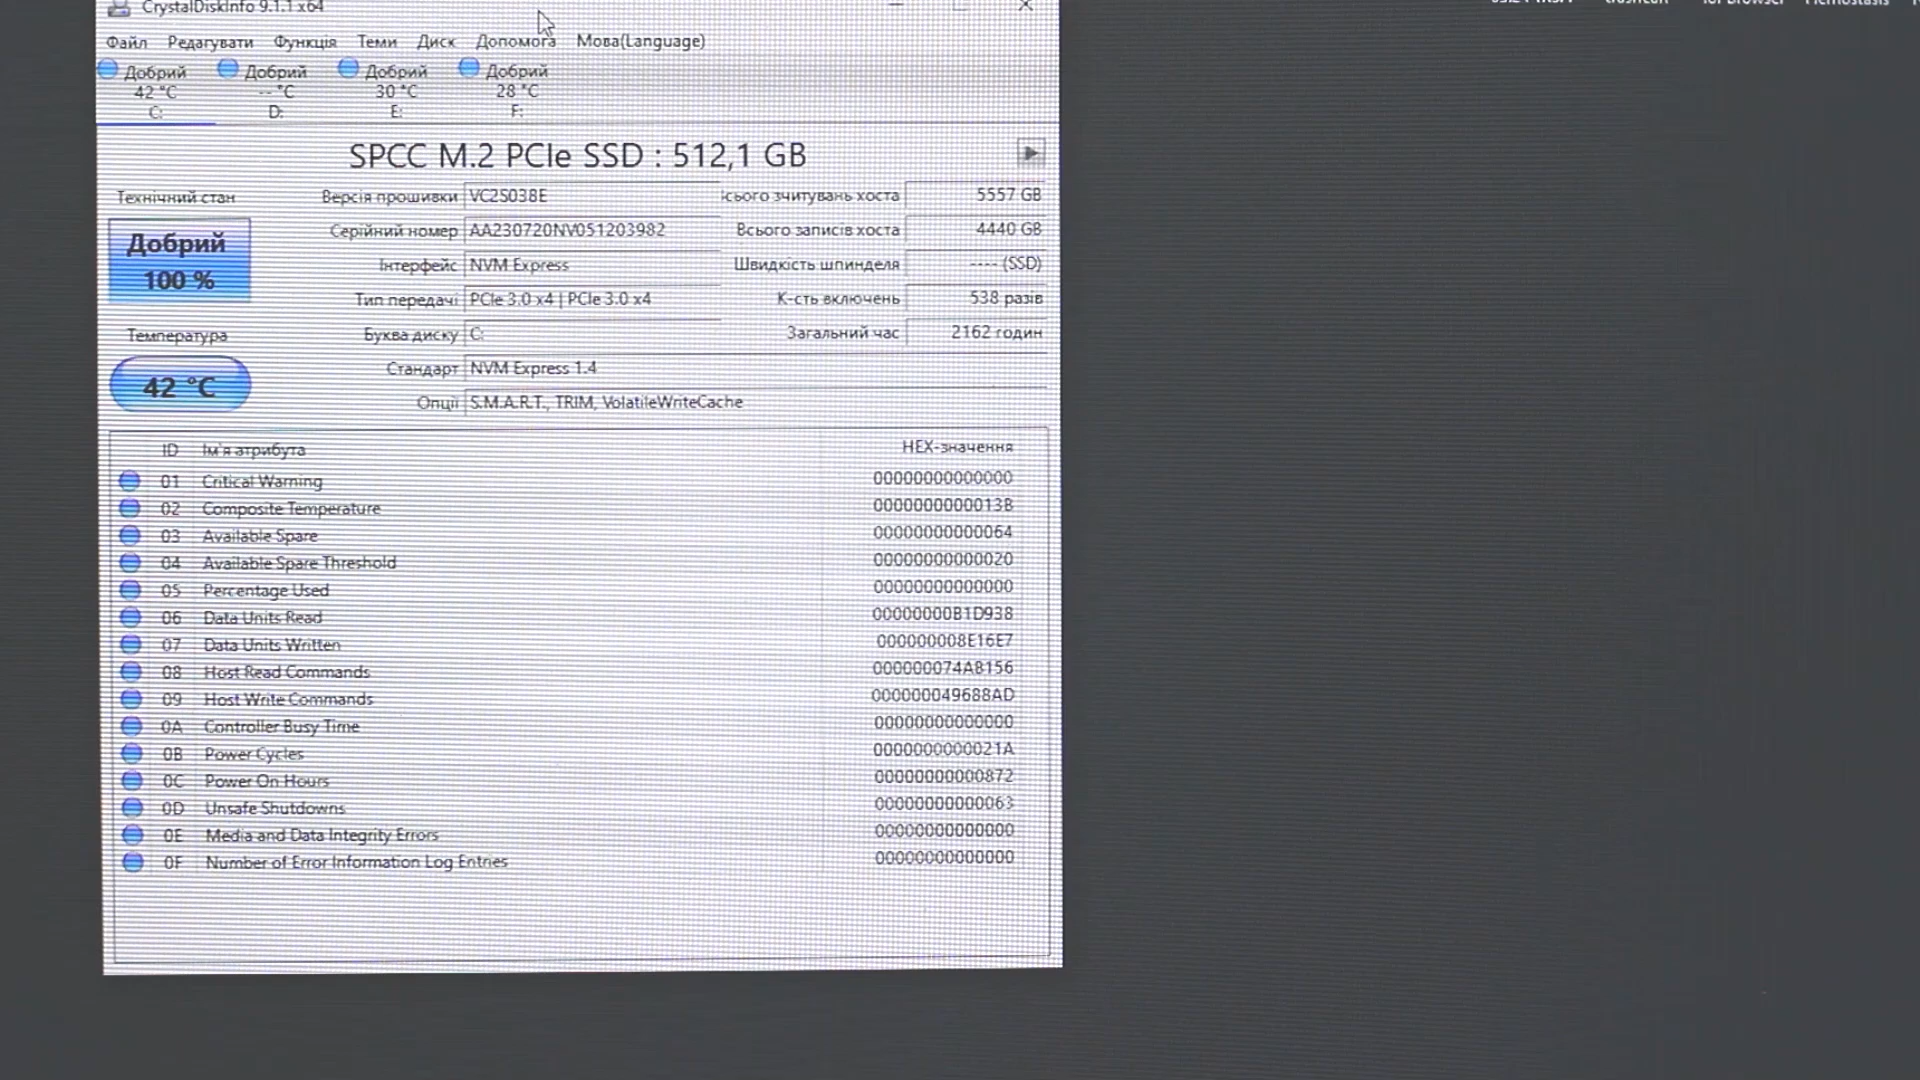 CrystalDiskInfo 9.1.1 x64
Файл Редагувати Функція Теми Диск Допомога Мова(Language)
Добрий Добрий Добрий Добрий
42 °C -- °C 30 °C 28 °C
C: D: E: F:
SPCC M.2 PCIe SSD : 512,1 GB
Технічний стан
Добрий
100 %
Температура
42 °C
Версія прошивки VC2S038E
Серійний номер AA230720NV051203982
Інтерфейс NVM Express
Тип передачі PCIe 3.0 x4 | PCIe 3.0 x4
Буква диску C:
Стандарт NVM Express 1.4
Опції S.M.A.R.T., TRIM, VolatileWriteCache
сього зчитувань хоста 5557 GB
Всього записів хоста 4440 GB
Швидкість шпинделя ---- (SSD)
К-сть включень 538 разів
Загальний час 2162 годин
ID Ім'я атрибута HEX-значення
01 Critical Warning 00000000000000
02 Composite Temperature 0000000000013B
03 Available Spare 00000000000064
04 Available Spare Threshold 00000000000020
05 Percentage Used 00000000000000
06 Data Units Read 00000000B1D938
07 Data Units Written 000000008E16E7
08 Host Read Commands 000000074AB156
09 Host Write Commands 000000049688AD
0A Controller Busy Time 00000000000000
0B Power Cycles 0000000000021A
0C Power On Hours 00000000000872
0D Unsafe Shutdowns 00000000000063
0E Media and Data Integrity Errors 00000000000000
0F Number of Error Information Log Entries 00000000000000